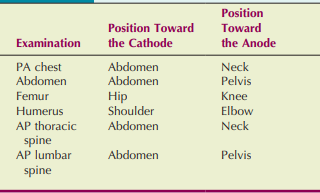 Position
Position Toward Toward
Examination the Cathode the Anode
PA chest Abdomen Neck
Abdomen Abdomen Pelvis
Femur Hip Knee
Humerus Shoulder Elbow
AP thoracic Abdomen Neck
spine
AP lumbar Abdomen Pelvis
spine